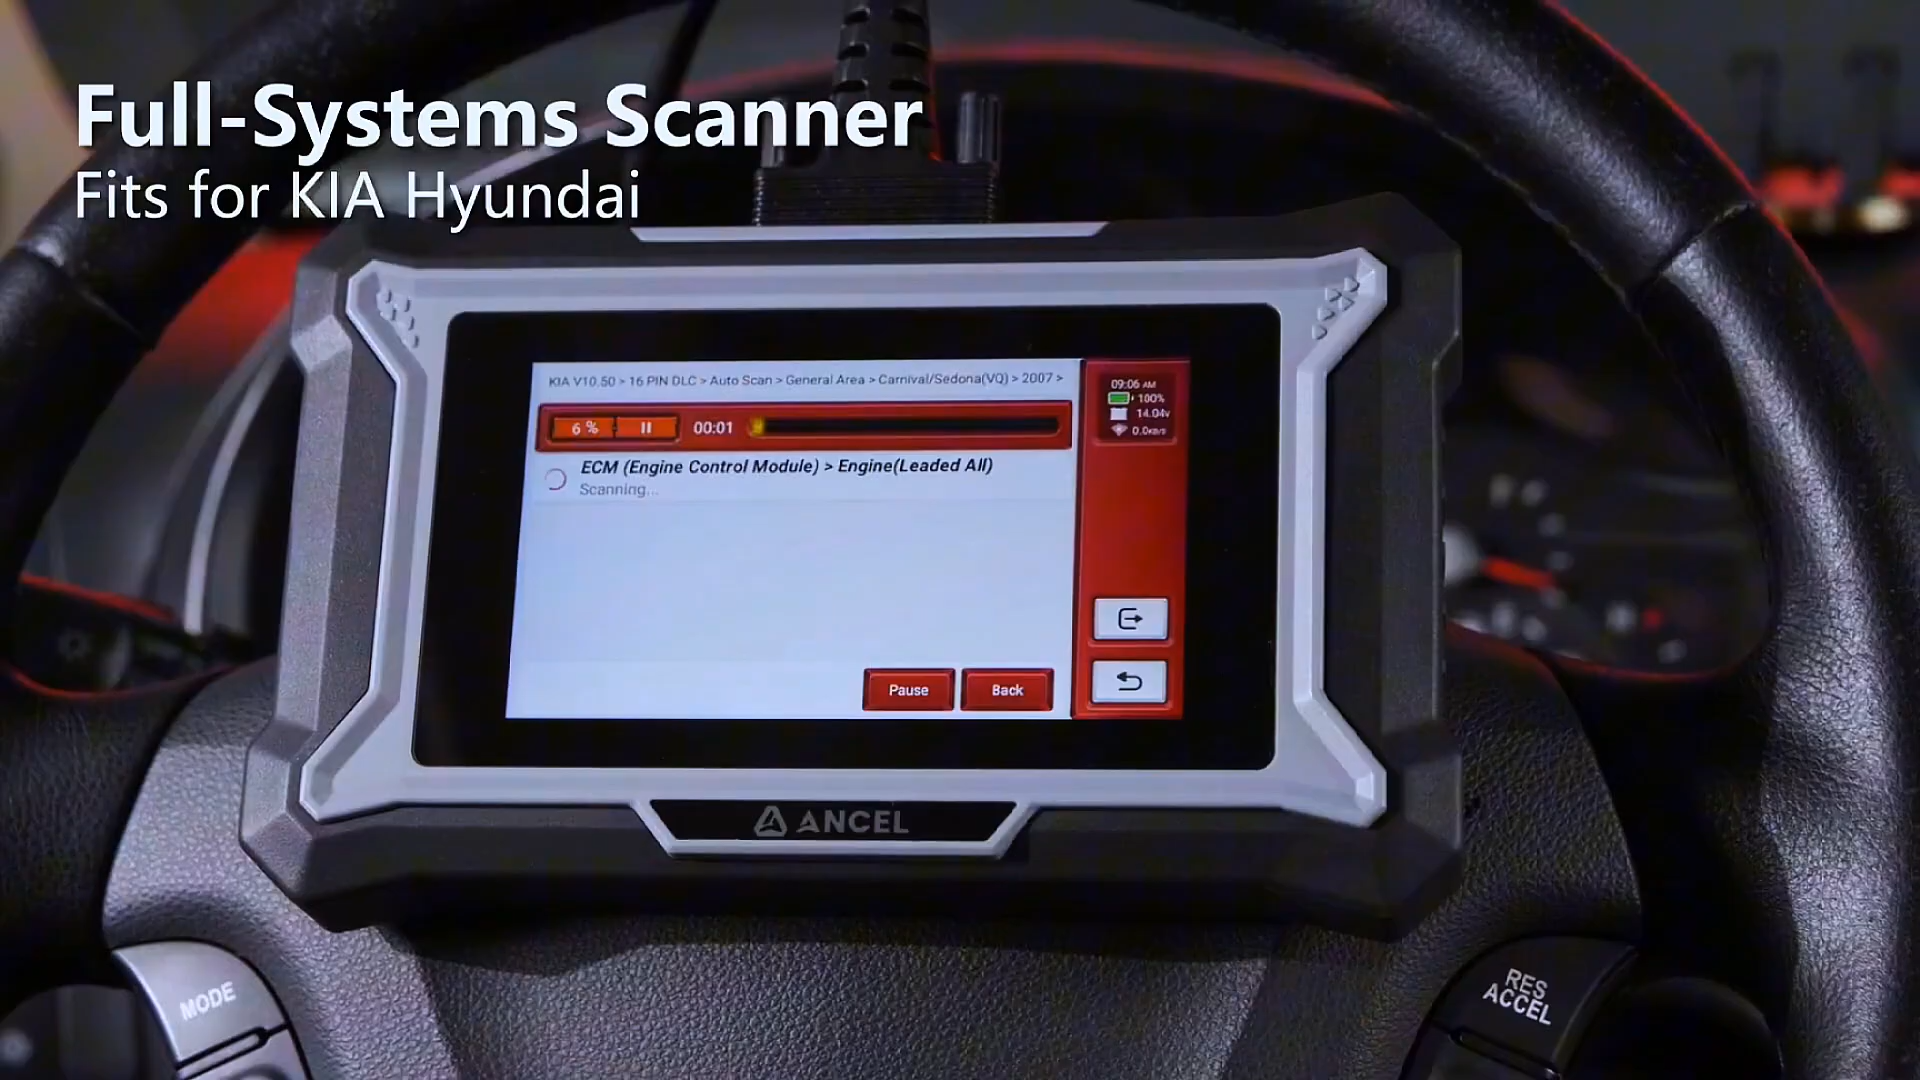 Full-Systems Scanner
Fits for KIA Hyundai
KIA V10.50 > 16 PIN DLC > Auto Scan > General Area > Carnival/Sedona(VQ) > 2007 >
09:06 AM
100%
14.04v
0.0KB/S
6 %
00:01
ECM (Engine Control Module) > Engine(Leaded All)
Scanning...
Pause
Back
ANCEL
MODE
RES
ACCEL